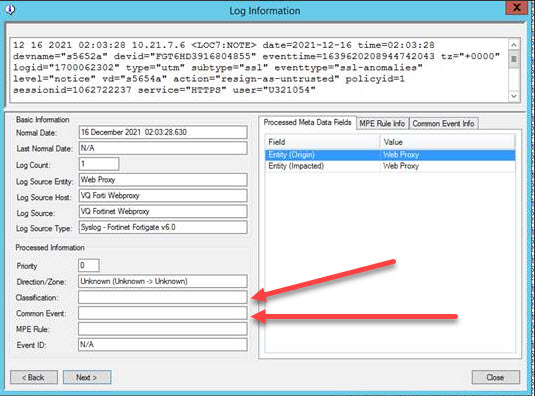 Log Information
X
12 16 2021 02:03:28 10.21.7.6 <LOC7:NOTE> date=2021-12-16 time=02:03:28
devname="s5652a" devid="FGT6HD3916804855" eventtime=1639620208944742043 tz="+0000"
logid="1700062302" type="utm" subtype="ssl" eventtype="ssl-anomalies"
level="notice" vd="s5654a" action="resign-as-untrusted" policyid=1
sessionid=1062722237 service="HTTPS" user="U321054"
Basic Information
Normal Date: 16 December 2021 02:03:28.630
Last Normal Date: N/A
Log Count: 1
Log Source Entity: Web Proxy
Log Source Host: VQ Forti Webproxy
Log Source: VQ Fortinet Webproxy
Log Source Type: Syslog - Fortinet Fortigate v6.0
Processed Information
Priority 0
Direction/Zone: Unknown (Unknown -> Unknown)
Classification:
Common Event:
MPE Rule:
Event ID: N/A
Processed Meta Data Fields MPE Rule Info Common Event Info
Field Value
Entity (Origin) Web Proxy
Entity (Impacted) Web Proxy
< Back Next > Close